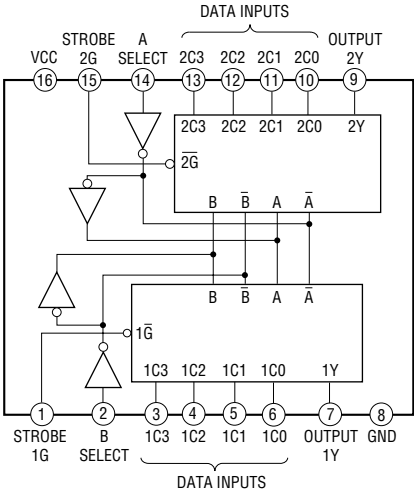 DATA INPUTS
STROBE A OUTPUT
VCC 2G SELECT 2C3 2C2 2C1 2C0 2Y
16 15 14 13 12 11 10 9
2C3 2C2 2C1 2C0 2Y
2G̅
B B̅ A A̅
B B̅ A A̅
1G̅
1C3 1C2 1C1 1C0 1Y
1 2 3 4 5 6 7 8
STROBE B 1C3 1C2 1C1 1C0 OUTPUT GND
1G SELECT 1Y
DATA INPUTS